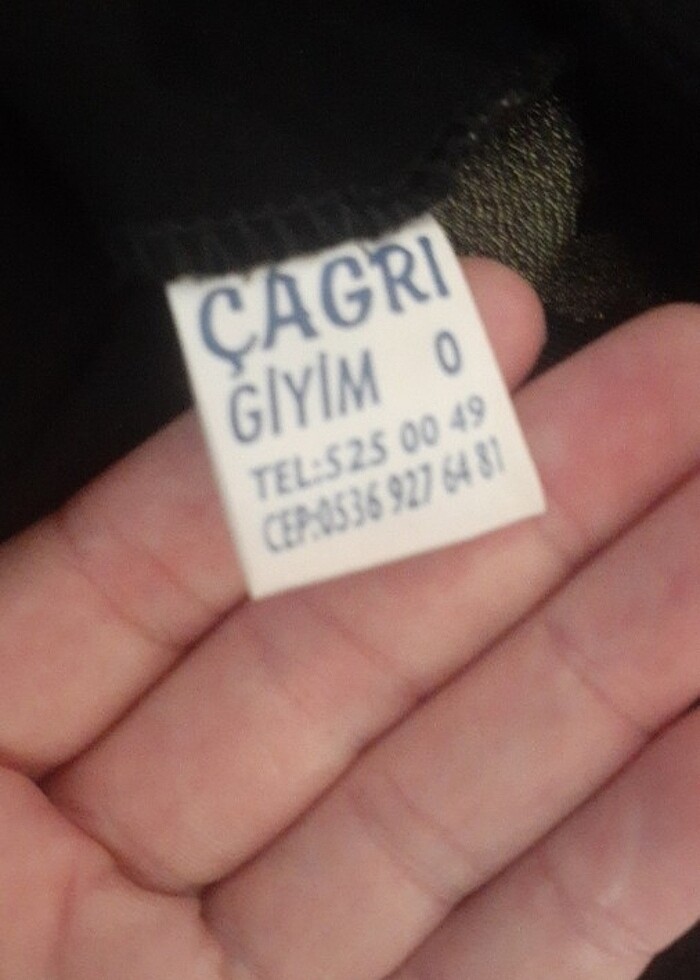 ÇAGRI
GİYİM 0
TEL:525 00 49
CEP:0536 927 64 81